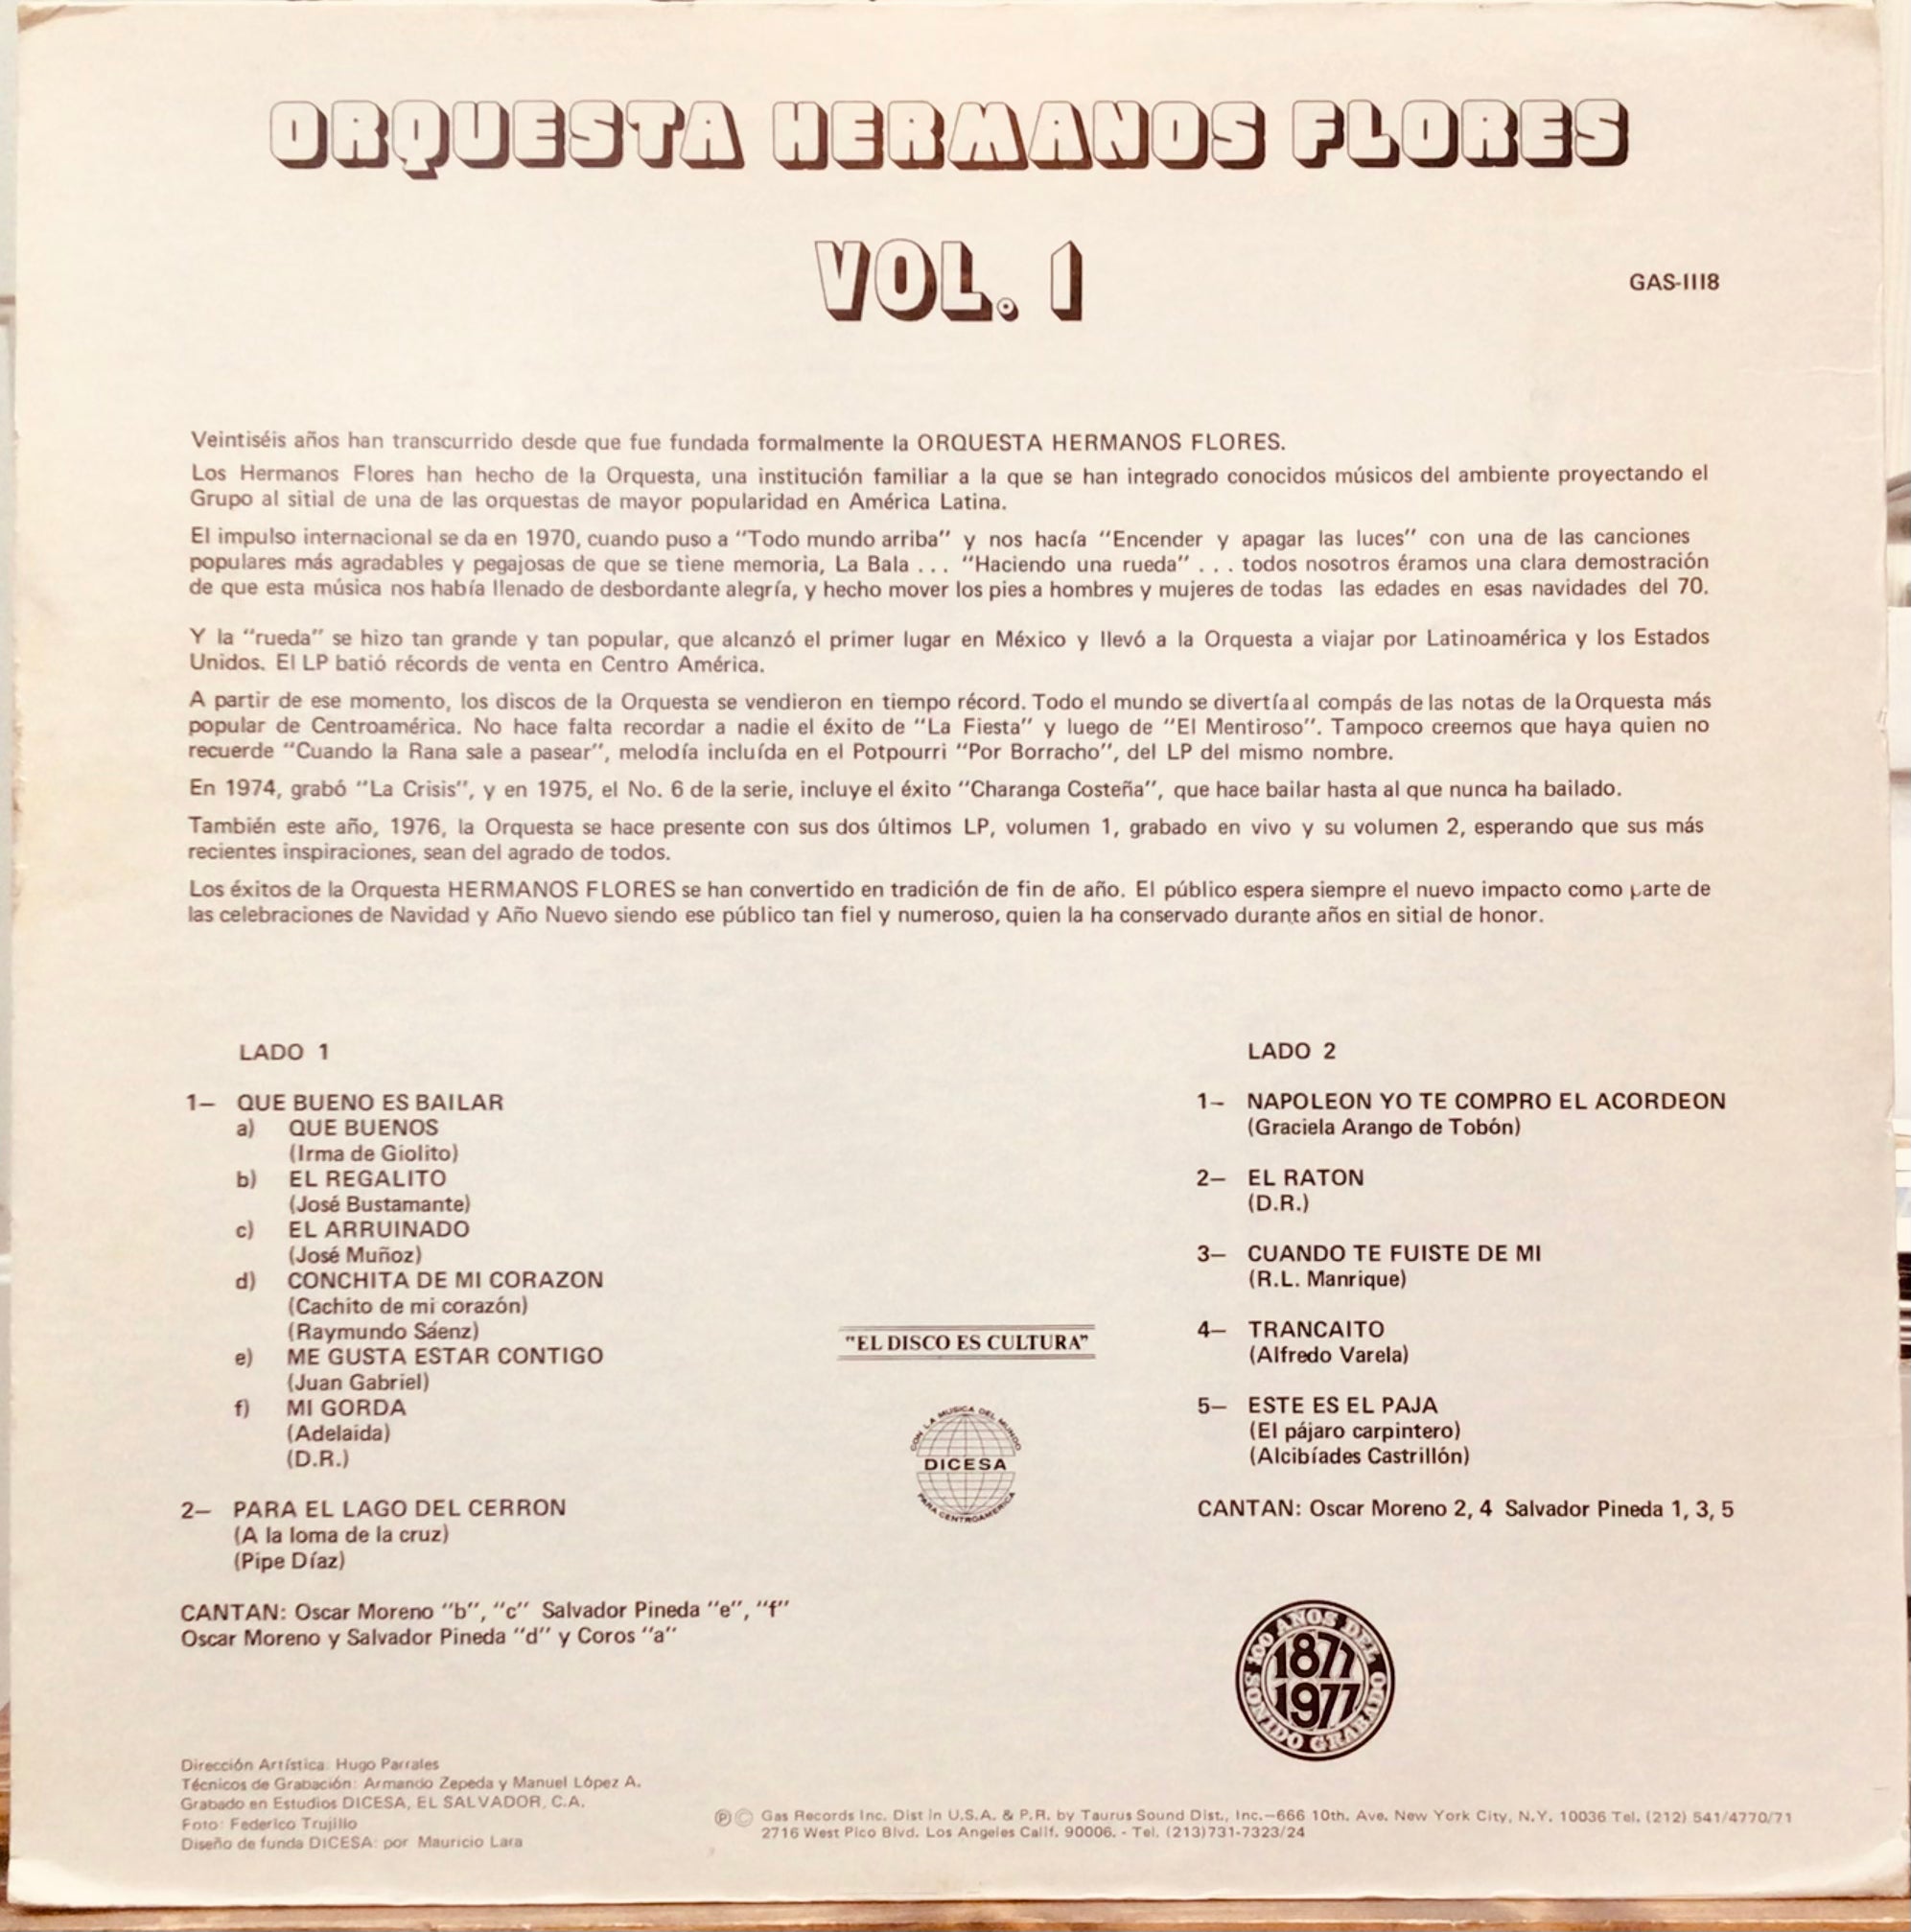 ORQUESTA HERMANOS FLORES
VOL. 1
GAS-1118
Veintiséis años han transcurrido desde que fue fundada formalmente la ORQUESTA HERMANOS FLORES.
Los Hermanos Flores han hecho de la Orquesta, una institución familiar a la que se han integrado conocidos músicos del ambiente proyectando el
Grupo al sitial de una de las orquestas de mayor popularidad en América Latina.
El impulso internacional se da en 1970, cuando puso a "Todo mundo arriba" y nos hacía "Encender y apagar las luces" con una de las canciones
populares más agradables y pegajosas de que se tiene memoria, La Bala . . . "Haciendo una rueda" . . . todos nosotros éramos una clara demostración
de que esta música nos había llenado de desbordante alegría, y hecho mover los pies a hombres y mujeres de todas las edades en esas navidades del 70.
Y la "rueda" se hizo tan grande y tan popular, que alcanzó el primer lugar en México y llevó a la Orquesta a viajar por Latinoamérica y los Estados
Unidos. El LP batió récords de venta en Centro América.
A partir de ese momento, los discos de la Orquesta se vendieron en tiempo récord. Todo el mundo se divertía al compás de las notas de la Orquesta más
popular de Centroamérica. No hace falta recordar a nadie el éxito de "La Fiesta" y luego de "El Mentiroso". Tampoco creemos que haya quien no
recuerde "Cuando la Rana sale a pasear", melodía incluída en el Potpourri "Por Borracho", del LP del mismo nombre.
En 1974, grabó "La Crisis", y en 1975, el No. 6 de la serie, incluye el éxito "Charanga Costeña", que hace bailar hasta al que nunca ha bailado.
También este año, 1976, la Orquesta se hace presente con sus dos últimos LP, volumen 1, grabado en vivo y su volumen 2, esperando que sus más
recientes inspiraciones, sean del agrado de todos.
Los éxitos de la Orquesta HERMANOS FLORES se han convertido en tradición de fin de año. El público espera siempre el nuevo impacto como parte de
las celebraciones de Navidad y Año Nuevo siendo ese público tan fiel y numeroso, quien la ha conservado durante años en sitial de honor.
LADO 1
1— QUE BUENO ES BAILAR
a) QUE BUENOS
(Irma de Giolito)
b) EL REGALITO
(José Bustamante)
c) EL ARRUINADO
(José Muñoz)
d) CONCHITA DE MI CORAZON
(Cachito de mi corazón)
(Raymundo Sáenz)
e) ME GUSTA ESTAR CONTIGO
(Juan Gabriel)
f) MI GORDA
(Adelaida)
(D.R.)
2— PARA EL LAGO DEL CERRON
(A la loma de la cruz)
(Pipe Díaz)
CANTAN: Oscar Moreno "b", "c" Salvador Pineda "e", "f"
Oscar Moreno y Salvador Pineda "d" y Coros "a"
"EL DISCO ES CULTURA"
CON LA MUSICA DEL MUNDO
DICESA
PARA CENTROAMERICA
LADO 2
1— NAPOLEON YO TE COMPRO EL ACORDEON
(Graciela Arango de Tobón)
2— EL RATON
(D.R.)
3— CUANDO TE FUISTE DE MI
(R.L. Manrique)
4— TRANCAITO
(Alfredo Varela)
5— ESTE ES EL PAJA
(El pájaro carpintero)
(Alcibíades Castrillón)
CANTAN: Oscar Moreno 2, 4 Salvador Pineda 1, 3, 5
100 AÑOS DEL
1877
1977
SONIDO GRABADO
Dirección Artística: Hugo Parrales
Técnicos de Grabación: Armando Zepeda y Manuel López A.
Grabado en Estudios DICESA, EL SALVADOR, C.A.
Foto: Federico Trujillo
Diseño de funda DICESA: por Mauricio Lara
℗ © Gas Records Inc. Dist in U.S.A. & P.R. by Taurus Sound Dist., Inc.—666 10th. Ave. New York City, N.Y. 10036 Tel. (212) 541/4770/71
2716 West Pico Blvd. Los Angeles Calif. 90006. - Tel. (213)731-7323/24